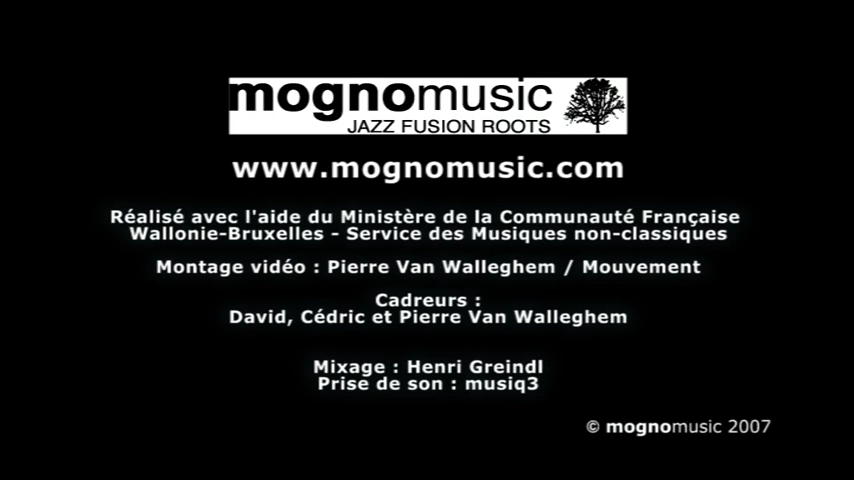 mognomusic
JAZZ FUSION ROOTS
www.mognomusic.com
Réalisé avec l'aide du Ministère de la Communauté Française
Wallonie-Bruxelles - Service des Musiques non-classiques
Montage vidéo : Pierre Van Walleghem / Mouvement
Cadreurs :
David, Cédric et Pierre Van Walleghem
Mixage : Henri Greindl
Prise de son : musiq3
© mognomusic 2007